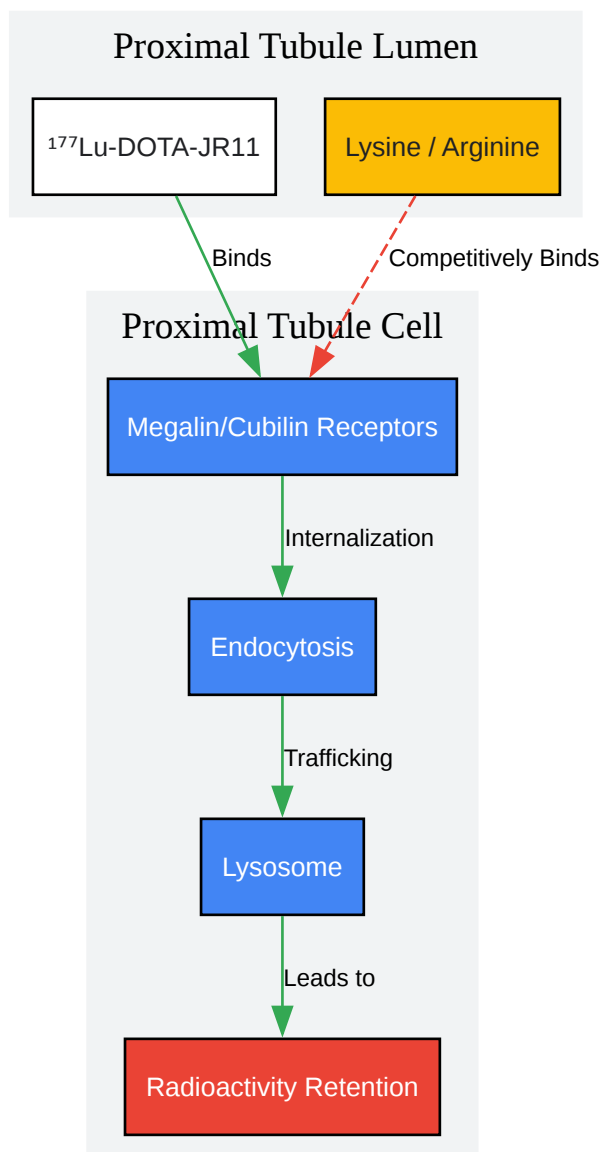 Proximal Tubule Lumen
¹⁷⁷Lu-DOTA-JR11
Lysine / Arginine
Binds
Competitively Binds
Proximal Tubule Cell
Megalin/Cubilin Receptors
Internalization
Endocytosis
Trafficking
Lysosome
Leads to
Radioactivity Retention